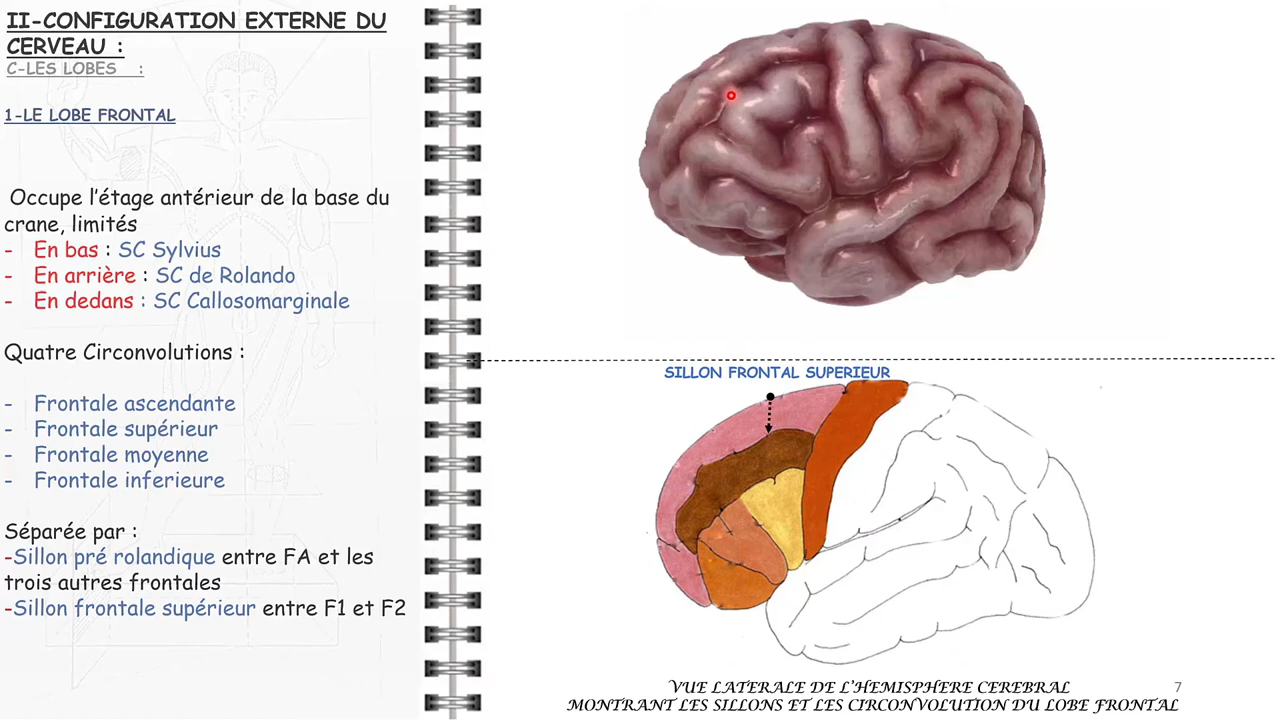 II-CONFIGURATION EXTERNE DU
CERVEAU :
C-LES LOBES :
1-LE LOBE FRONTAL
Occupe l'étage antérieur de la base du
crane, limités
- En bas : SC Sylvius
- En arrière : SC de Rolando
- En dedans : SC Callosomarginale
Quatre Circonvolutions :
- Frontale ascendante
- Frontale supérieur
- Frontale moyenne
- Frontale inferieure
Séparée par :
-Sillon pré rolandique entre FA et les
trois autres frontales
-Sillon frontale supérieur entre F1 et F2
SILLON FRONTAL SUPERIEUR
VUE LATERALE DE L'HEMISPHERE CEREBRAL
MONTRANT LES SILLONS ET LES CIRCONVOLUTION DU LOBE FRONTAL
7